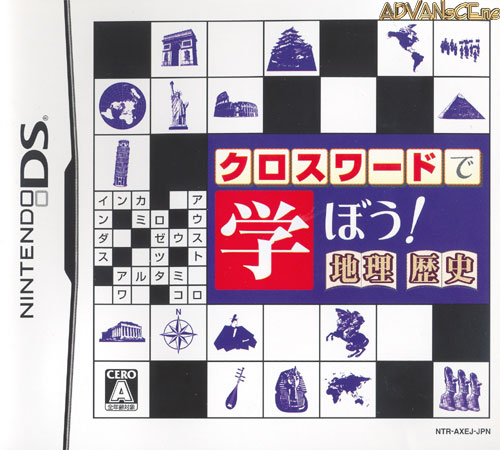 ADVANsCEne
NINTENDO DS
クロスワードで
学ぼう!
地理 歴史
インカ ア
ン ミロ ウ
ダ ゼウス
ス ッ ト
アルタミラ
ワ コロ
N
CERO
A
全年齢対象
NTR-AXEJ-JPN